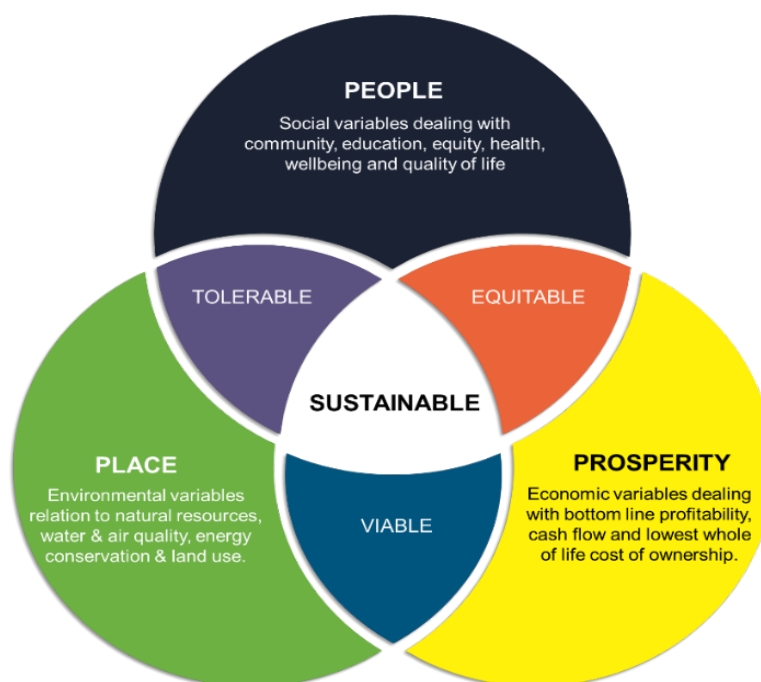 PEOPLE
Social variables dealing with
community, education, equity, health,
wellbeing and quality of life
TOLERABLE
EQUITABLE
SUSTAINABLE
PLACE
Environmental variables
relation to natural resources,
water & air quality, energy
conservation & land use.
VIABLE
PROSPERITY
Economic variables dealing
with bottom line profitability,
cash flow and lowest whole
of life cost of ownership.